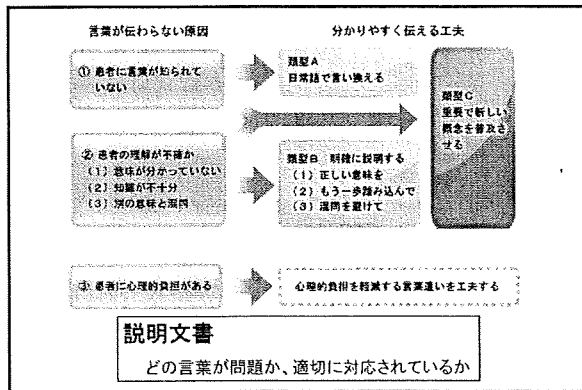 言葉が伝わらない原因
分かりやすく伝える工夫
① 患者に言葉が知られて
いない
類型A
日常語で言い換える
類型C
重要で新しい
概念を普及さ
せる
② 患者の理解が不確か
(1) 意味が分かっていない
(2) 知識が不十分
(3) 別の意味と混同
類型B 明確に説明する
(1) 正しい意味を
(2) もう一歩踏み込んで
(3) 混同を避けて
③ 患者に心理的負担がある
心理的負担を軽減する言葉遣いを工夫する
説明文書
どの言葉が問題か、適切に対応されているか